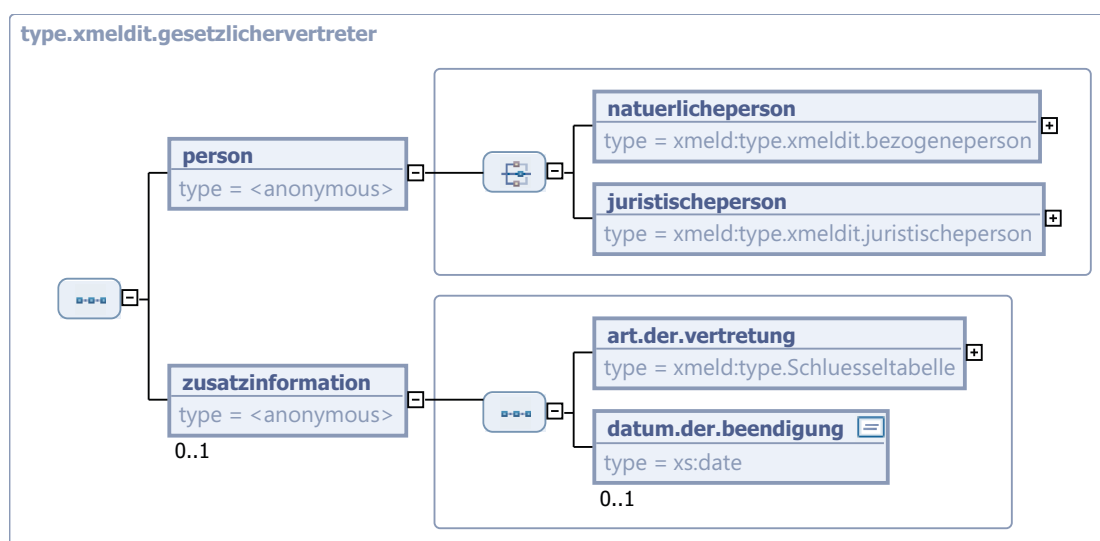 type.xmeldit.gesetzlichervertreter
natuerlicheperson
type = xmeld:type.xmeldit.bezogeneperson
person
type = <anonymous>
juristischeperson
type = xmeld:type.xmeldit.juristischeperson
art.der.vertretung
type = xmeld:type.Schluesseltabelle
zusatzinformation
type = <anonymous>
0..1
datum.der.beendigung
type = xs:date
0..1